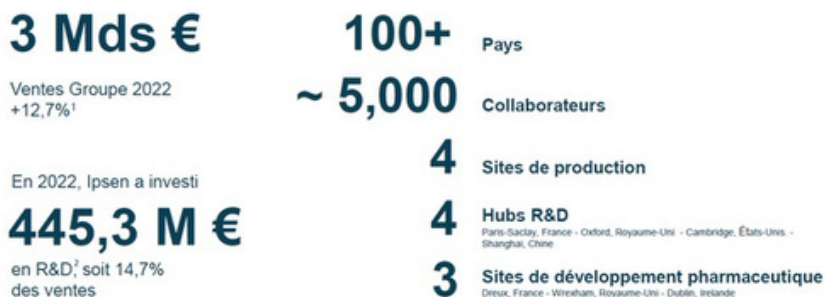 3 Mds €
Ventes Groupe 2022
+12,7%¹
En 2022, Ipsen a investi
445,3 M €
en R&D,² soit 14,7%
des ventes
100+ Pays
~ 5,000 Collaborateurs
4 Sites de production
4 Hubs R&D
Paris-Saclay, France - Oxford, Royaume-Uni - Cambridge, États-Unis. -
Shanghai, Chine
3 Sites de développement pharmaceutique
Dreux, France - Wrexham, Royaume-Uni - Dublin, Irelande